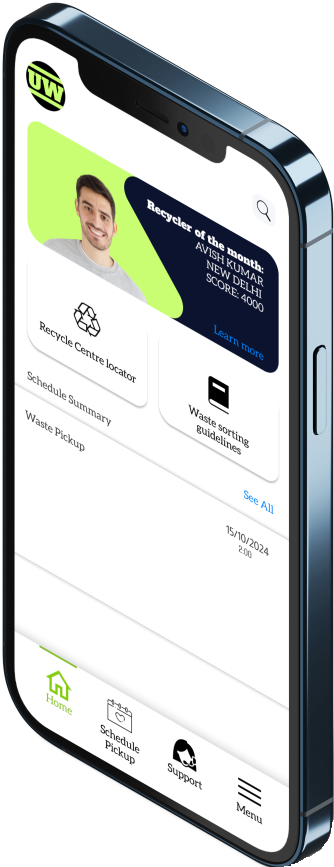 UW
Recycler of the month:
AVISH KUMAR
NEW DELHI
SCORE: 4000
Learn more
Recycle Centre locator
Waste sorting
guidelines
Schedule Summary
See All
Waste Pickup
15/10/2024
2:00
Home
Schedule
Pickup
Support
Menu